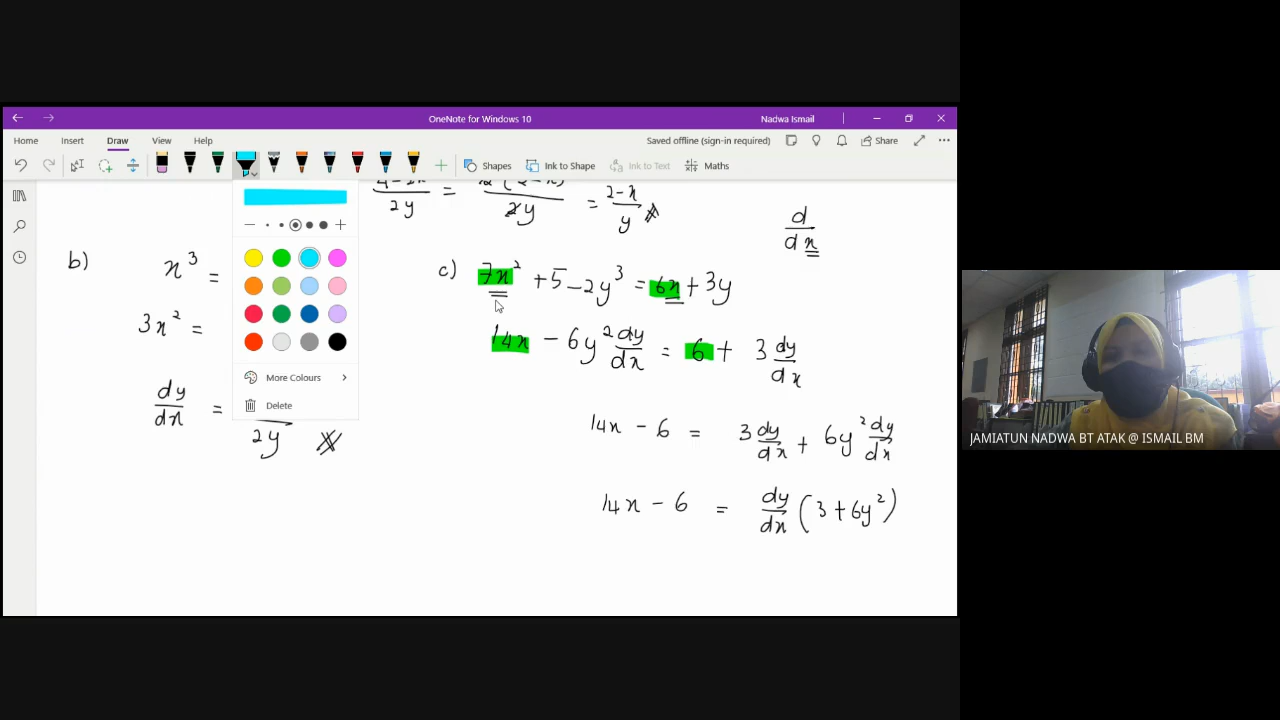 OneNote for Windows 10
Nadwa Ismail
Home Insert Draw View Help
Saved offline (sign-in required)
Share
Shapes Ink to Shape Ink to Text Maths
2y = 2y = 2-x/y
d/dx
b) x³ =
3x² =
dy/dx =
2y
More Colours
Delete
c) 7x² + 5 - 2y³ = 6x + 3y
14x - 6y² dy/dx = 6 + 3 dy/dx
14x - 6 = 3 dy/dx + 6y² dy/dx
14x - 6 = dy/dx (3 + 6y²)
JAMIATUN NADWA BT ATAK @ ISMAIL BM